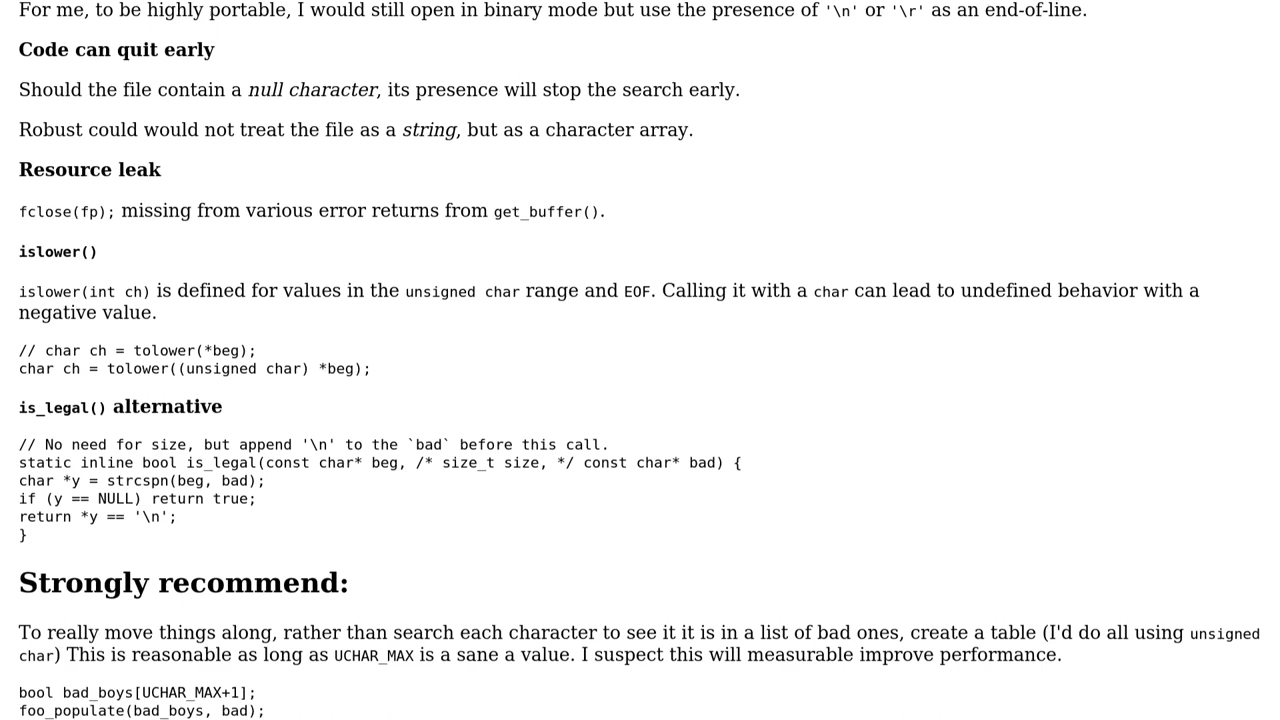 For me, to be highly portable, I would still open in binary mode but use the presence of '\n' or '\r' as an end-of-line.
Code can quit early
Should the file contain a null character, its presence will stop the search early.
Robust could would not treat the file as a string, but as a character array.
Resource leak
fclose(fp); missing from various error returns from get_buffer().
islower()
islower(int ch) is defined for values in the unsigned char range and EOF. Calling it with a char can lead to undefined behavior with a
negative value.
// char ch = tolower(*beg);
char ch = tolower((unsigned char) *beg);
is_legal() alternative
// No need for size, but append '\n' to the `bad` before this call.
static inline bool is_legal(const char* beg, /* size_t size, */ const char* bad) {
char *y = strcspn(beg, bad);
if (y == NULL) return true;
return *y == '\n';
}
Strongly recommend:
To really move things along, rather than search each character to see it it is in a list of bad ones, create a table (I'd do all using unsigned
char) This is reasonable as long as UCHAR_MAX is a sane a value. I suspect this will measurable improve performance.
bool bad_boys[UCHAR_MAX+1];
foo_populate(bad_boys, bad);